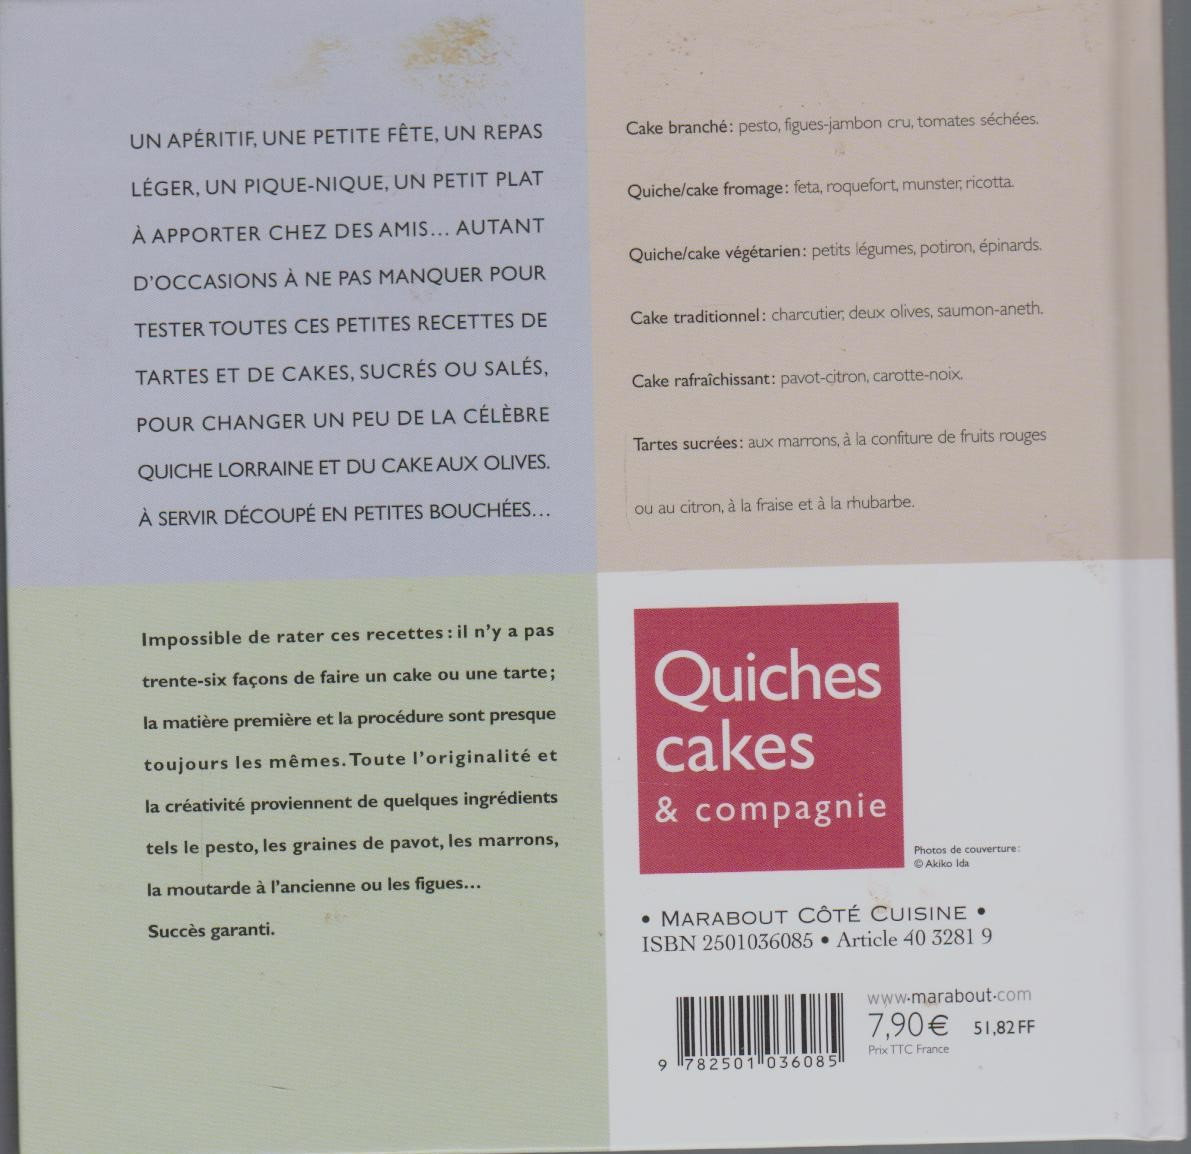 UN APÉRITIF, UNE PETITE FÊTE, UN REPAS
LÉGER, UN PIQUE-NIQUE, UN PETIT PLAT
À APPORTER CHEZ DES AMIS... AUTANT
D'OCCASIONS À NE PAS MANQUER POUR
TESTER TOUTES CES PETITES RECETTES DE
TARTES ET DE CAKES, SUCRÉS OU SALÉS,
POUR CHANGER UN PEU DE LA CÉLÈBRE
QUICHE LORRAINE ET DU CAKE AUX OLIVES.
À SERVIR DÉCOUPÉ EN PETITES BOUCHÉES...
Cake branché : pesto, figues-jambon cru, tomates séchées.
Quiche/cake fromage : feta, roquefort, munster, ricotta.
Quiche/cake végétarien : petits légumes, potiron, épinards.
Cake traditionnel : charcutier, deux olives, saumon-aneth.
Cake rafraîchissant : pavot-citron, carotte-noix.
Tartes sucrées : aux marrons, à la confiture de fruits rouges
ou au citron, à la fraise et à la rhubarbe.
Impossible de rater ces recettes : il n'y a pas
trente-six façons de faire un cake ou une tarte ;
la matière première et la procédure sont presque
toujours les mêmes. Toute l'originalité et
la créativité proviennent de quelques ingrédients
tels le pesto, les graines de pavot, les marrons,
la moutarde à l'ancienne ou les figues...
Succès garanti.
Quiches
cakes
& compagnie
Photos de couverture :
© Akiko Ida
• MARABOUT CÔTÉ CUISINE •
ISBN 2501036085 • Article 40 3281 9
www.marabout.com
7,90 € 51,82 FF
Prix TTC France
9 782501 036085